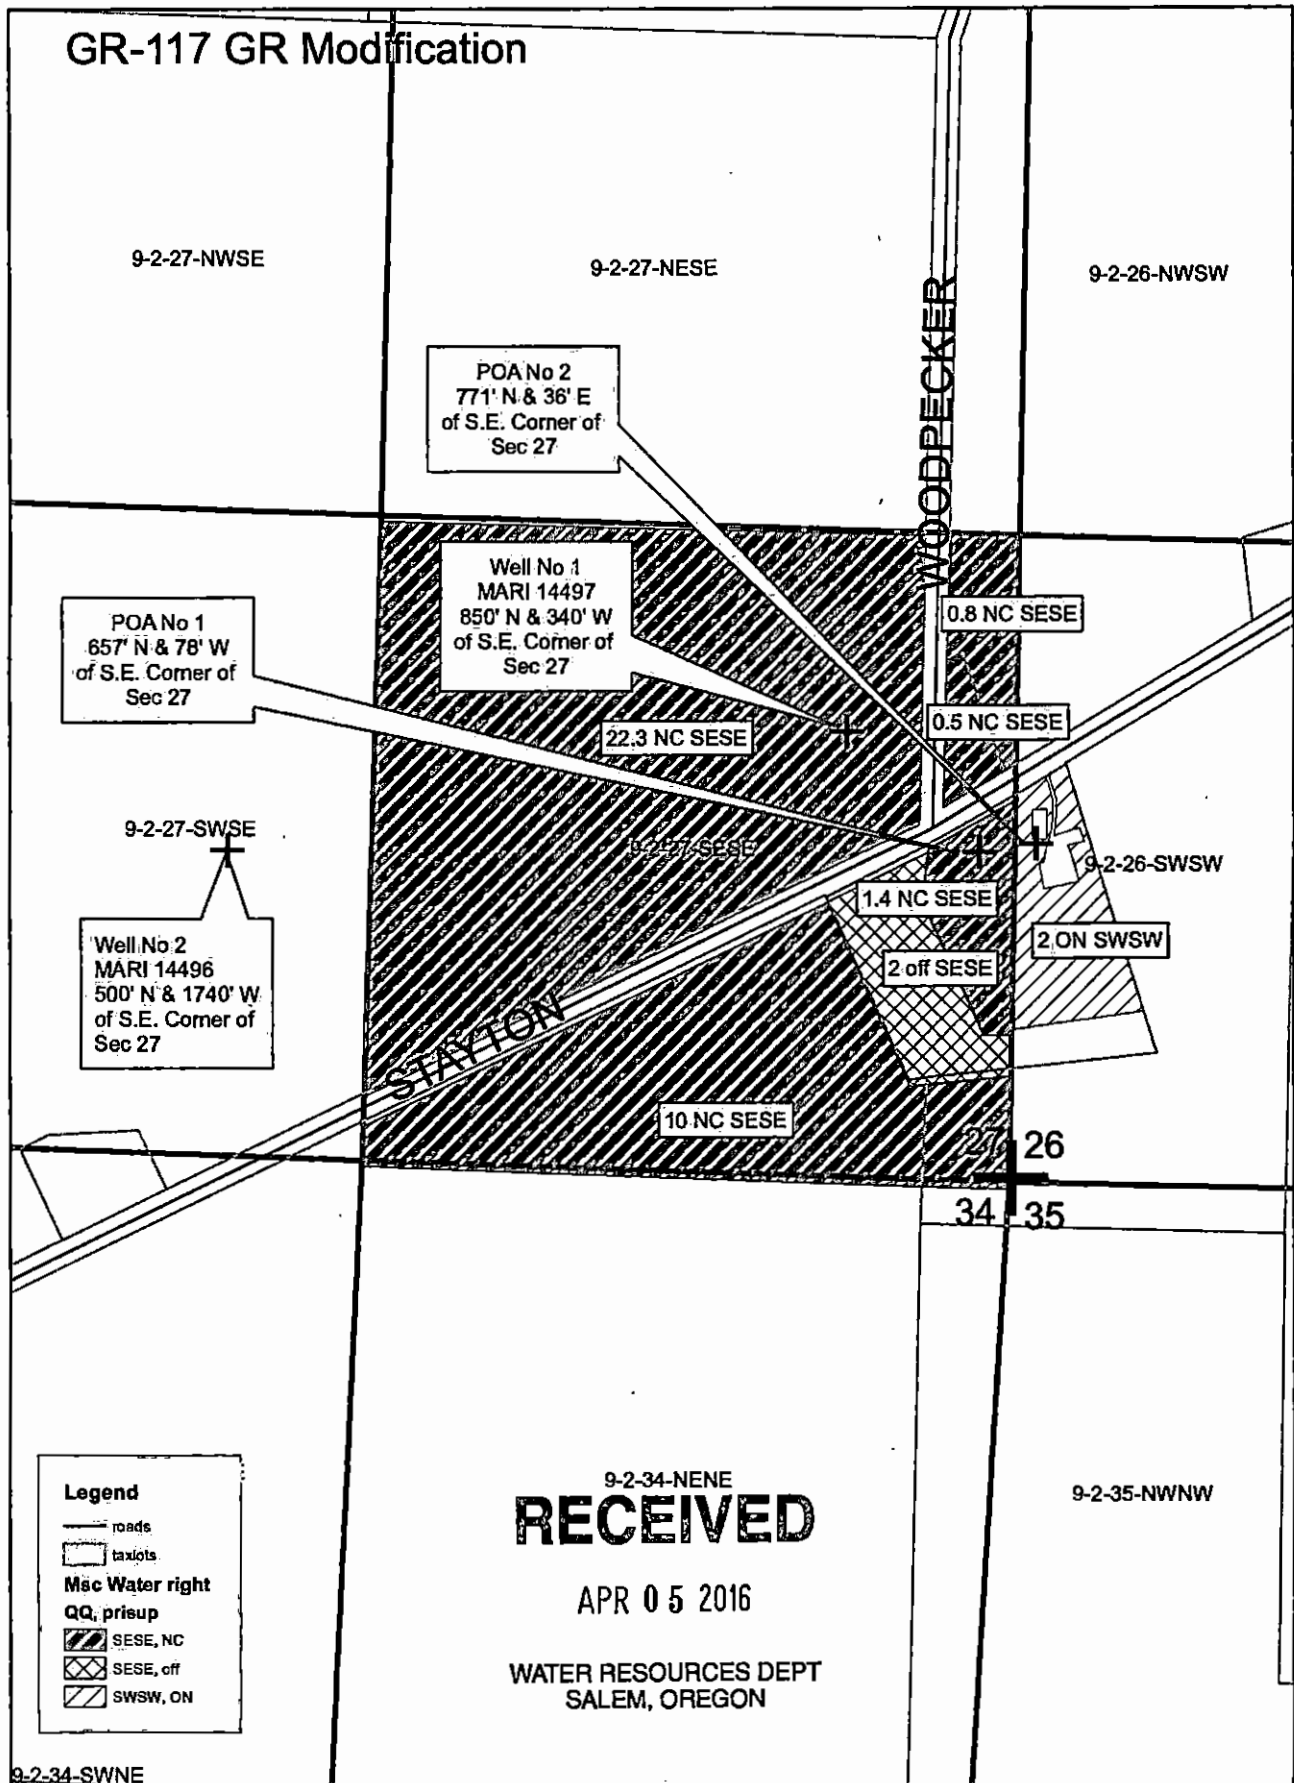 GR-117 GR Modification
9-2-27-NWSE
9-2-27-NESE
9-2-26-NWSW
WOODPECKER
POA No 2
771' N & 36' E
of S.E. Corner of
Sec 27
Well No 1
MARI 14497
850' N & 340' W
of S.E. Corner of
Sec 27
POA No 1
657' N & 78' W
of S.E. Corner of
Sec 27
0.8 NC SESE
0.5 NC SESE
22.3 NC SESE
9-2-27-SWSE
9-2-27-SESE
9-2-26-SWSW
1.4 NC SESE
2 off SESE
2 ON SWSW
Well No 2
MARI 14496
500' N & 1740' W
of S.E. Corner of
Sec 27
STAYTON
10 NC SESE
27 26
34 35
9-2-34-NENE
9-2-35-NWNW
RECEIVED
APR 05 2016
WATER RESOURCES DEPT
SALEM, OREGON
Legend
roads
taxlots
Msc Water right
QQ, prisup
SESE, NC
SESE, off
SWSW, ON
9-2-34-SWNE